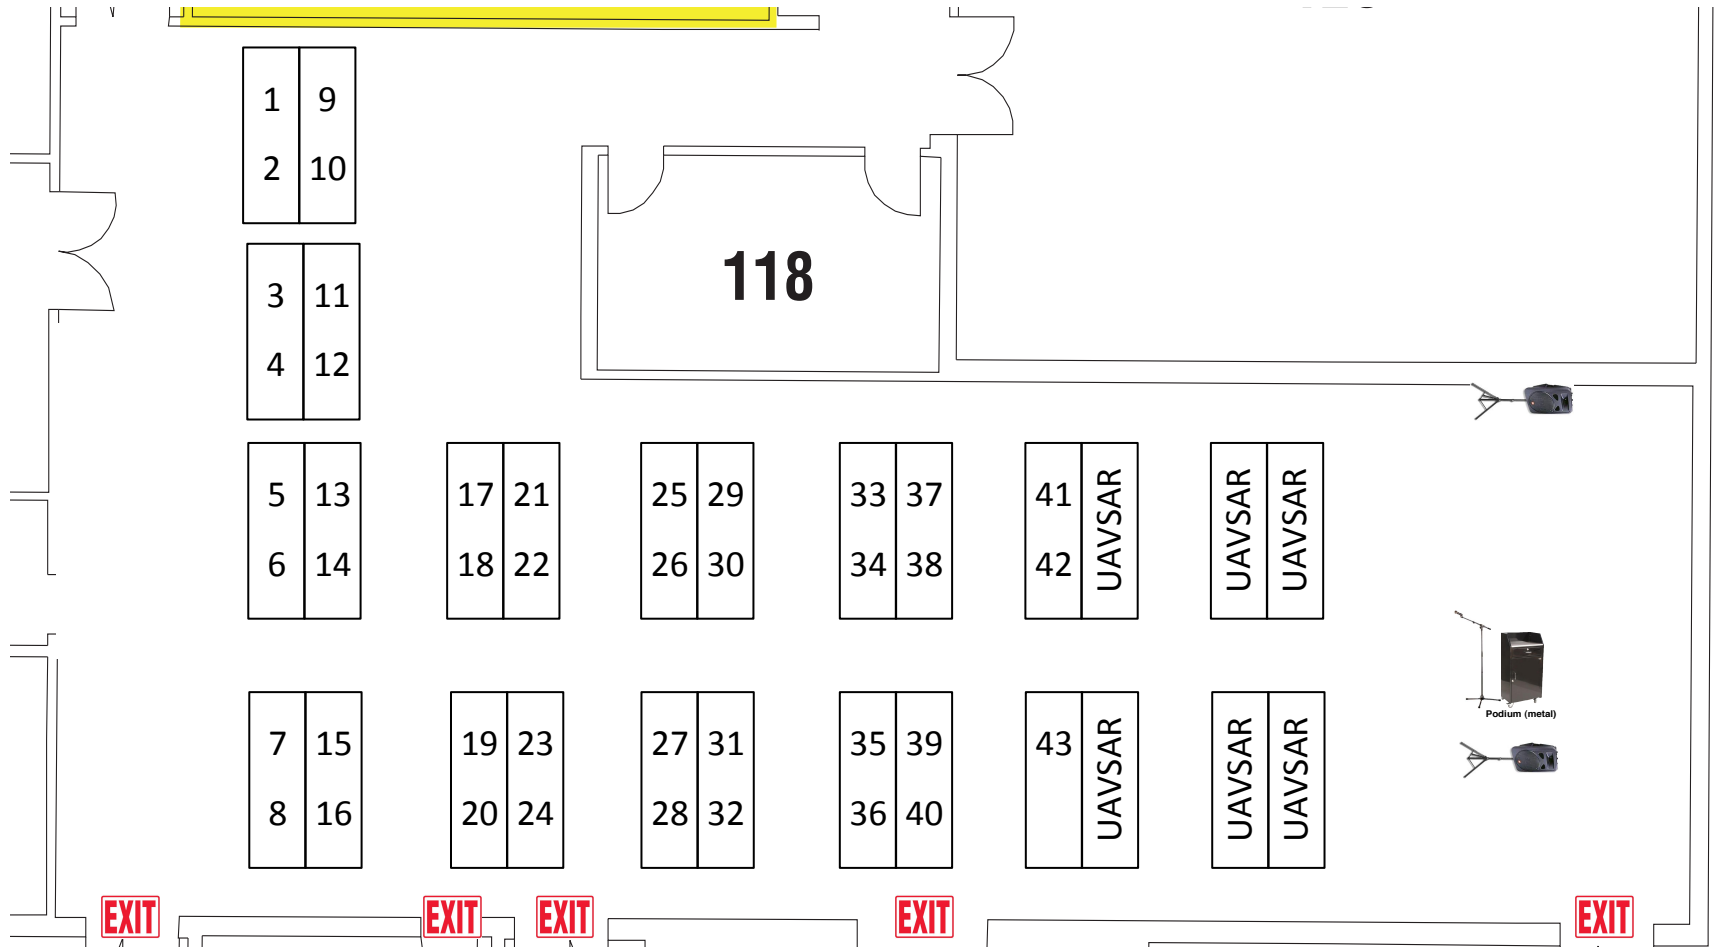 1 9
2 10
118
3 11
4 12
5 13 17 21 25 29 33 37 41 UAVSAR UAVSAR UAVSAR
6 14 18 22 26 30 34 38 42
Podium (metal)
7 15 19 23 27 31 35 39 43 UAVSAR UAVSAR UAVSAR
8 16 20 24 28 32 36 40
EXIT EXIT EXIT EXIT EXIT